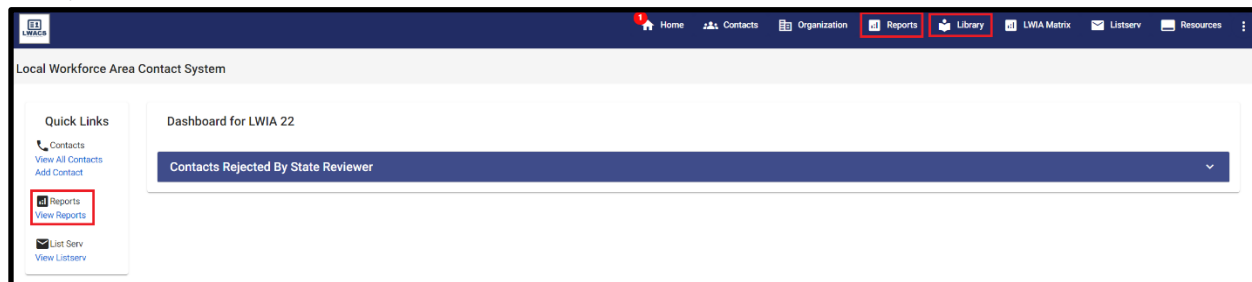 LWACS
1
Home
Contacts
Organization
Reports
Library
LWIA Matrix
Listserv
Resources
Local Workforce Area Contact System
Quick Links
Contacts
View All Contacts
Add Contact
Reports
View Reports
List Serv
View Listserv
Dashboard for LWIA 22
Contacts Rejected By State Reviewer